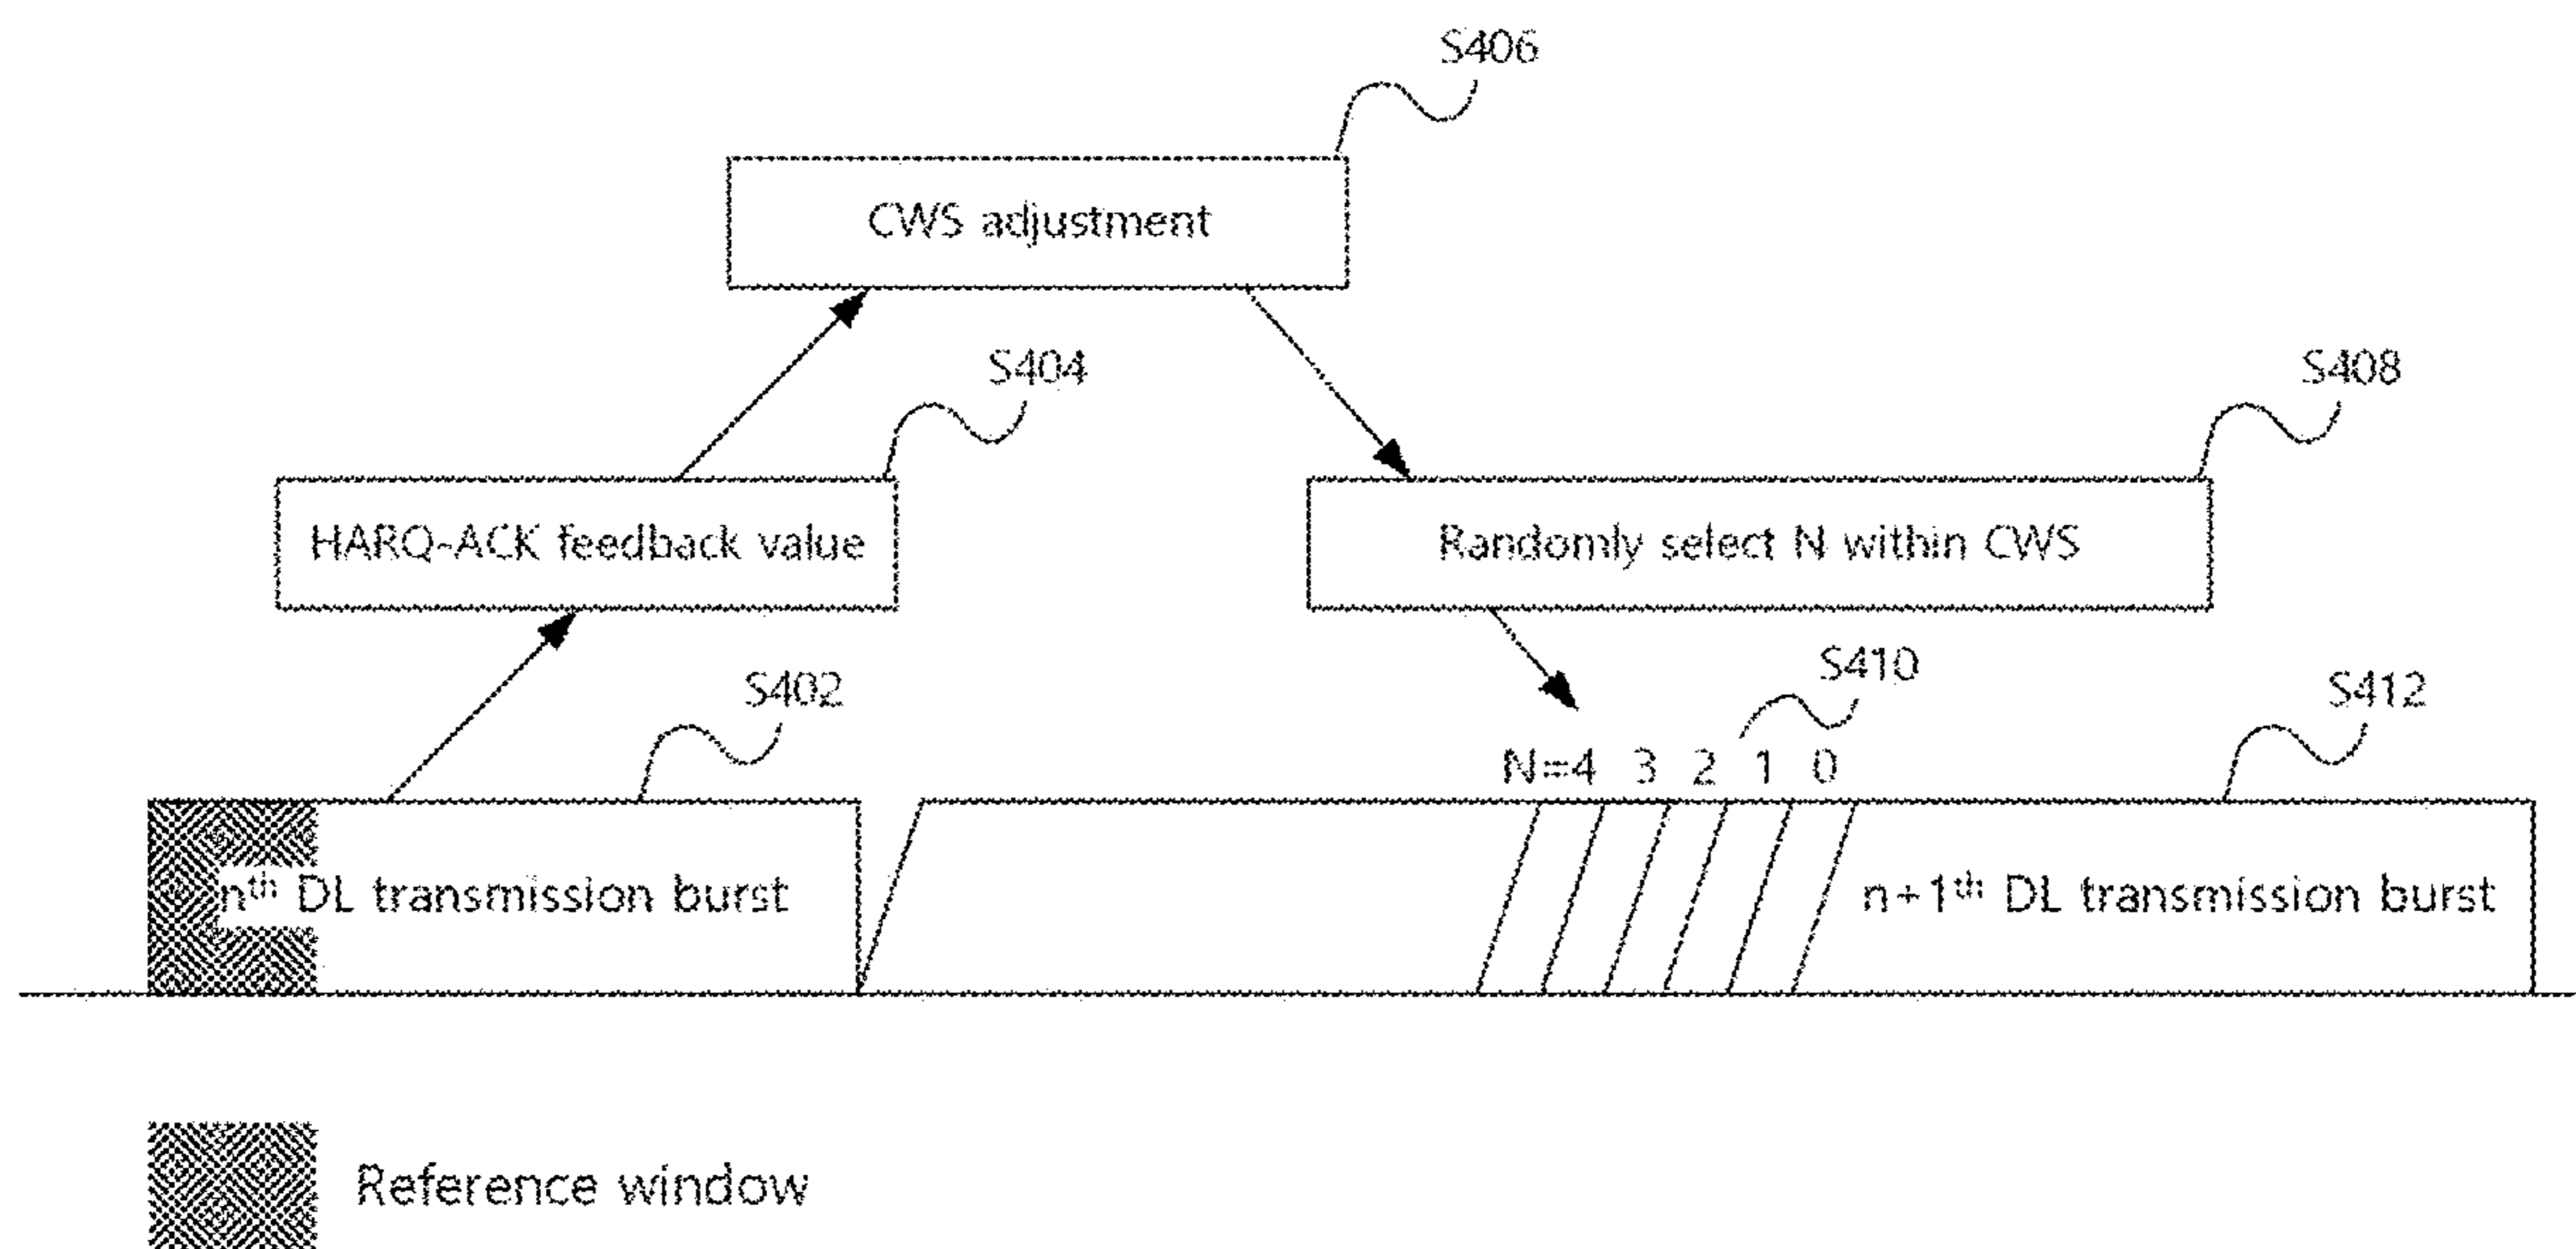 S406
CWS adjustment
S404
S408
HARQ-ACK feedback value
Randomly select N within CWS
S402
S410
S412
N=4 3 2 1 0
nth DL transmission burst
n+1th DL transmission burst
Reference window